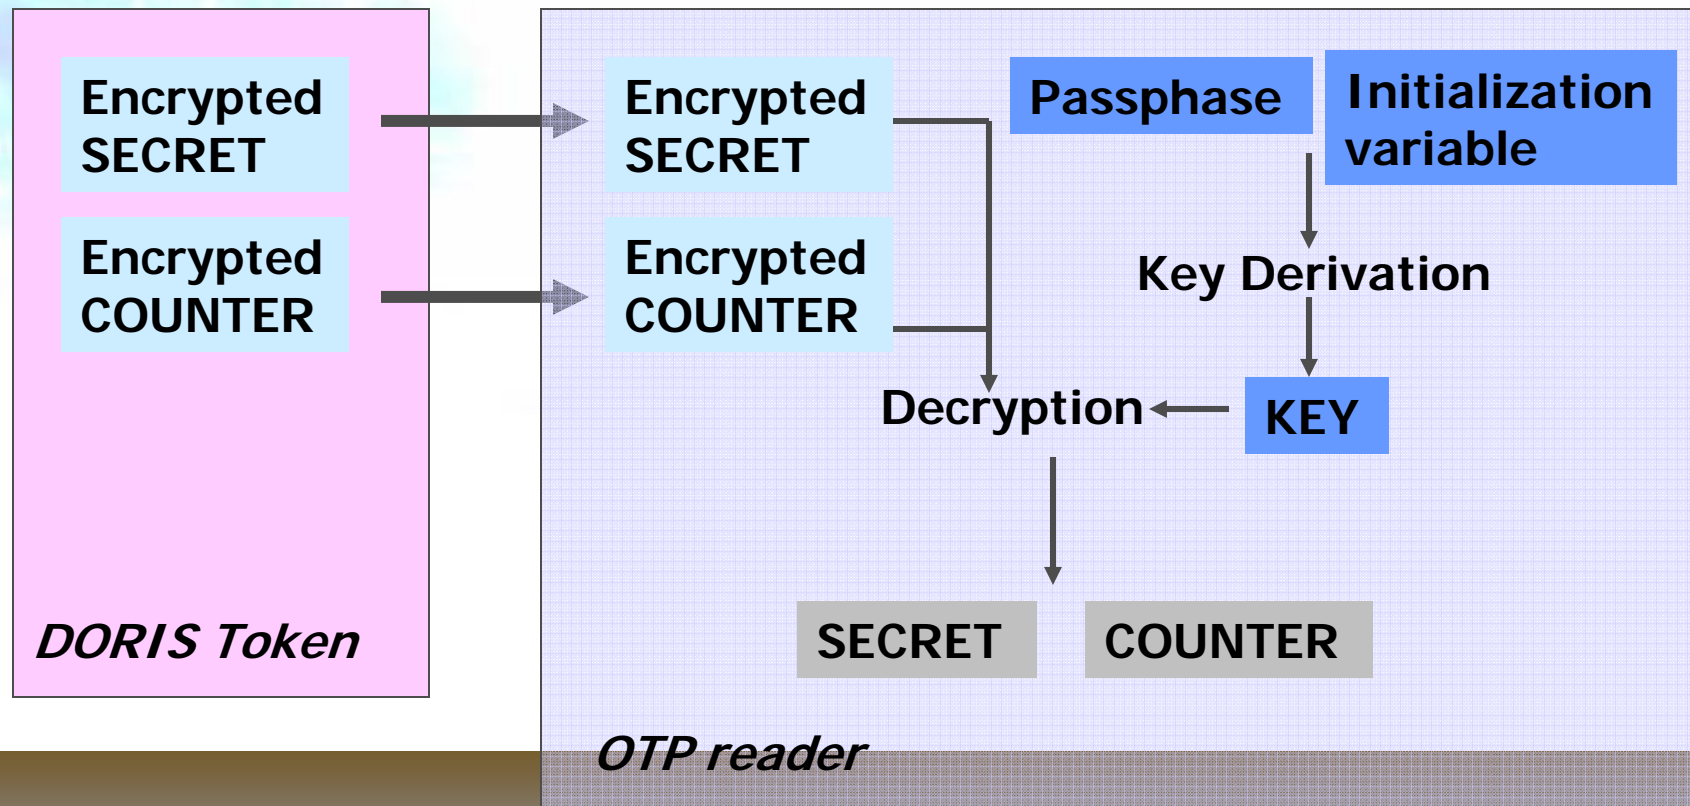 Encrypted
SECRET
Encrypted
COUNTER
DORIS Token
Encrypted
SECRET
Encrypted
COUNTER
Passphase
Initialization
variable
Key Derivation
Decryption
KEY
SECRET
COUNTER
OTP reader